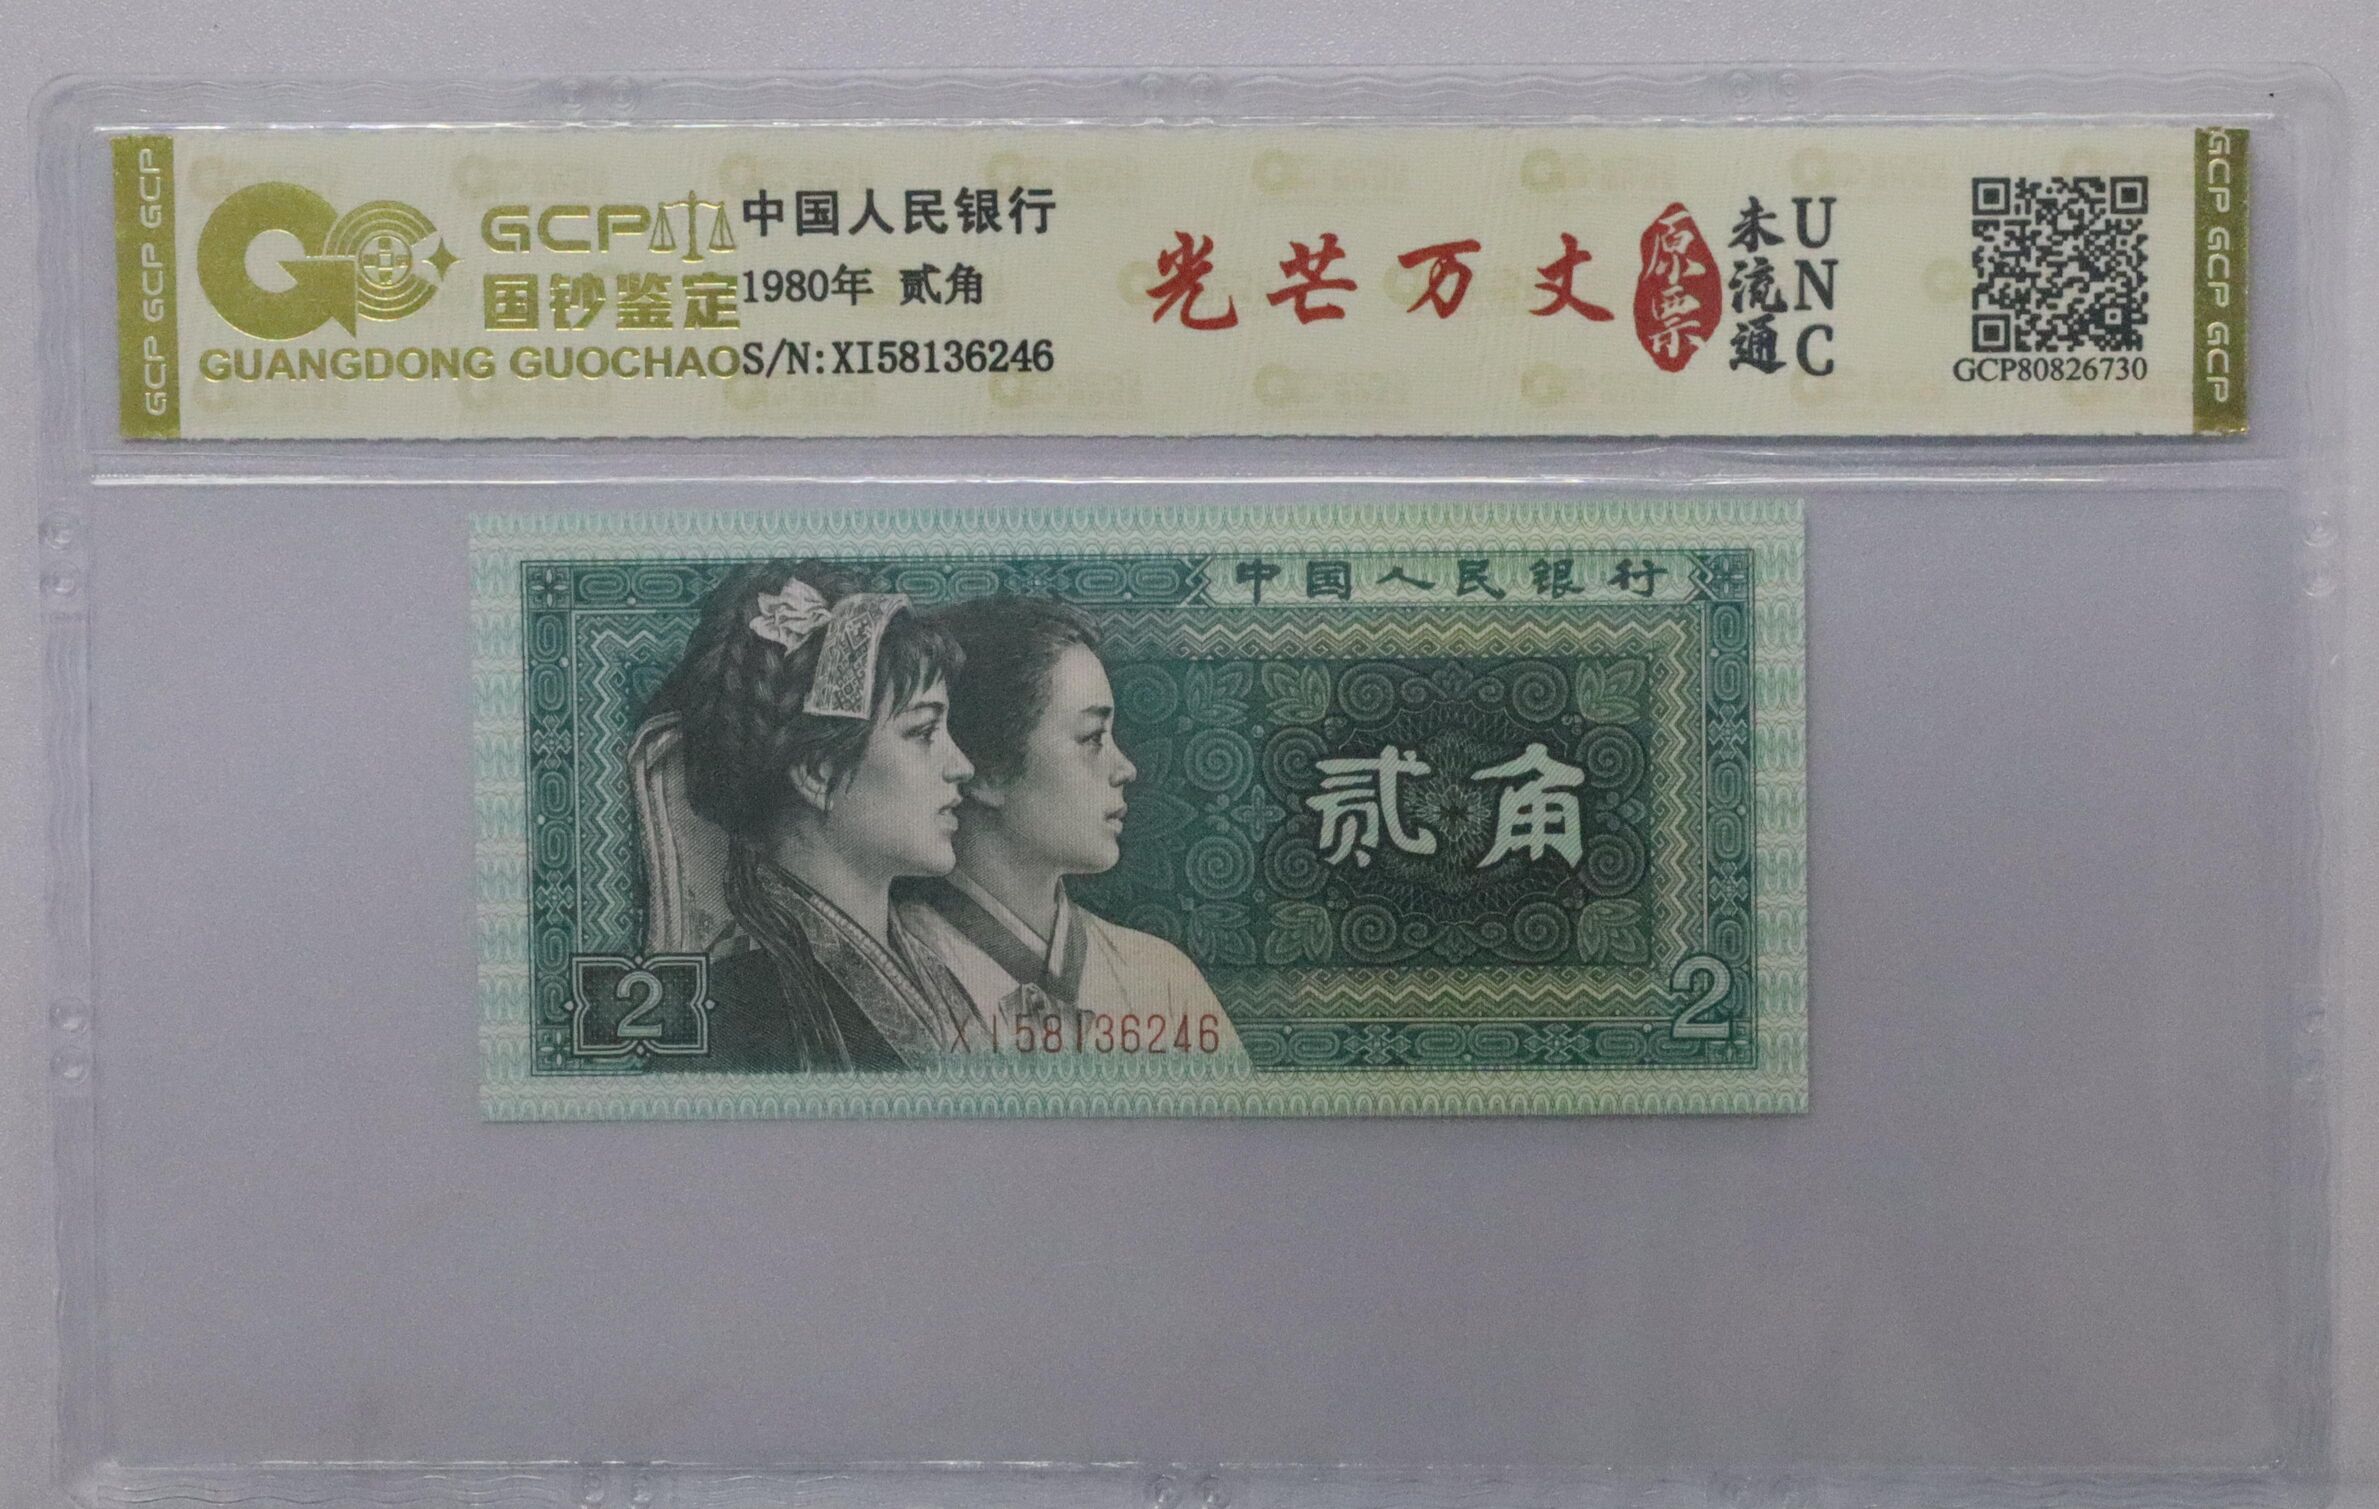 GCP GCP GCP
GCP
国钞鉴定
GUANGDONG GUOCHAO
中国人民银行
1980年 贰角
S/N:XI58136246
光芒万丈
原票
未流通
UNC
GCP80826730
GCP GCP GCP
中国人民银行
贰角
2
2
XI58136246